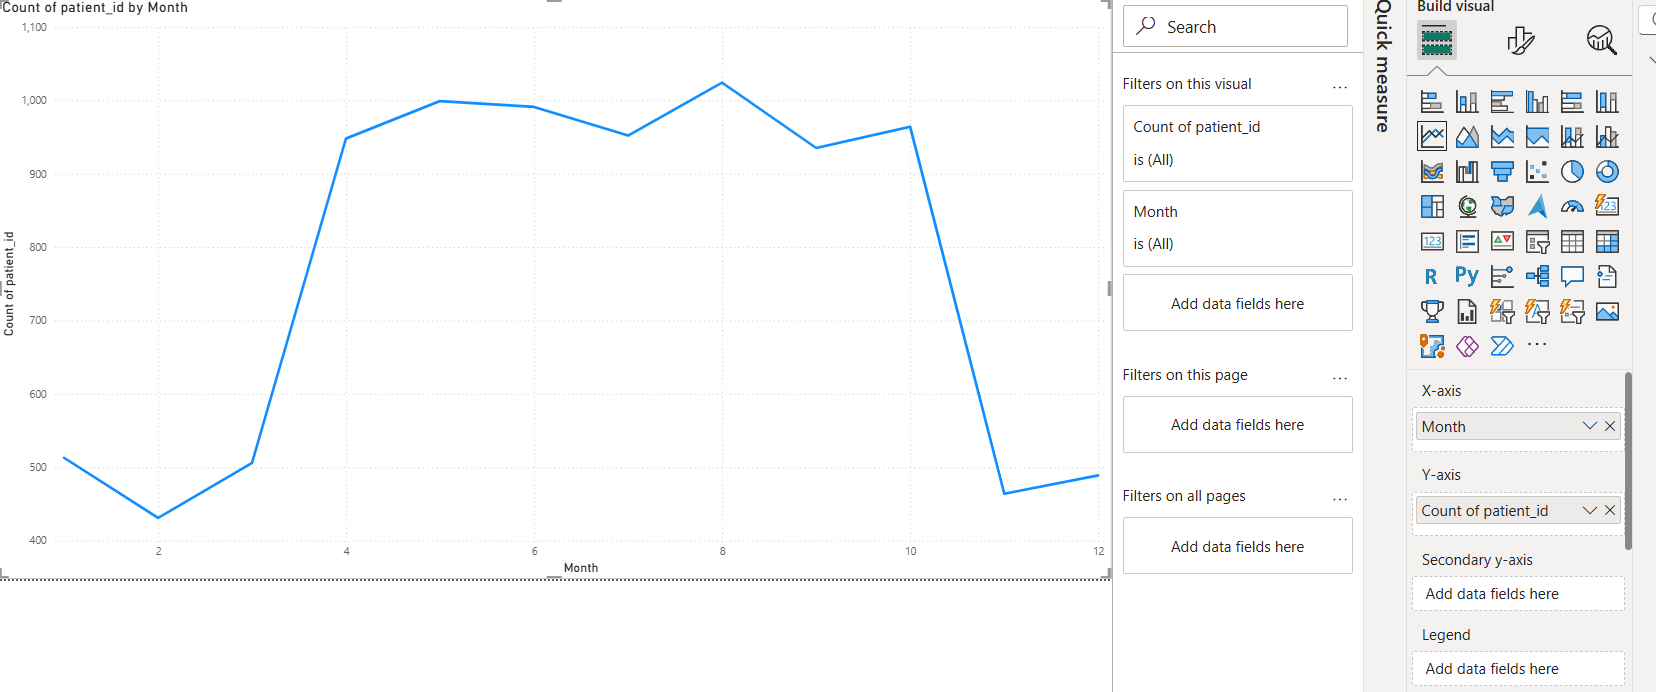 Count of patient_id by Month
1,100
1,000
900
800
700
600
500
400
Count of patient_id
2
4
6
8
10
12
Month
Search
Filters on this visual
...
Count of patient_id
is (All)
Month
is (All)
Add data fields here
Filters on this page
...
Add data fields here
Filters on all pages
...
Add data fields here
Quick measure
Build visual
123
123
R
Py
...
X-axis
Month
Y-axis
Count of patient_id
Secondary y-axis
Add data fields here
Legend
Add data fields here